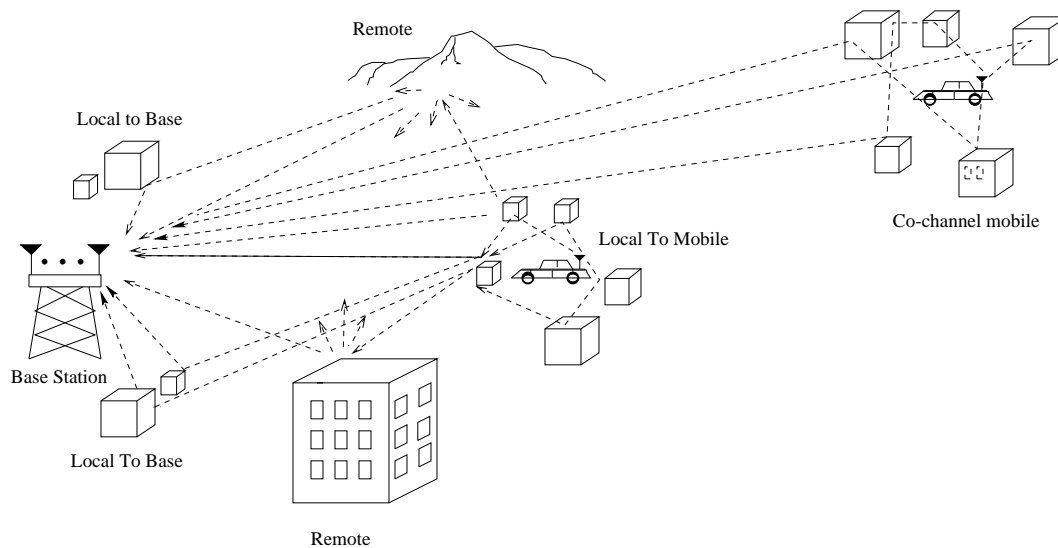 Remote
Local to Base
Co-channel mobile
Local To Mobile
Base Station
Local To Base
Remote